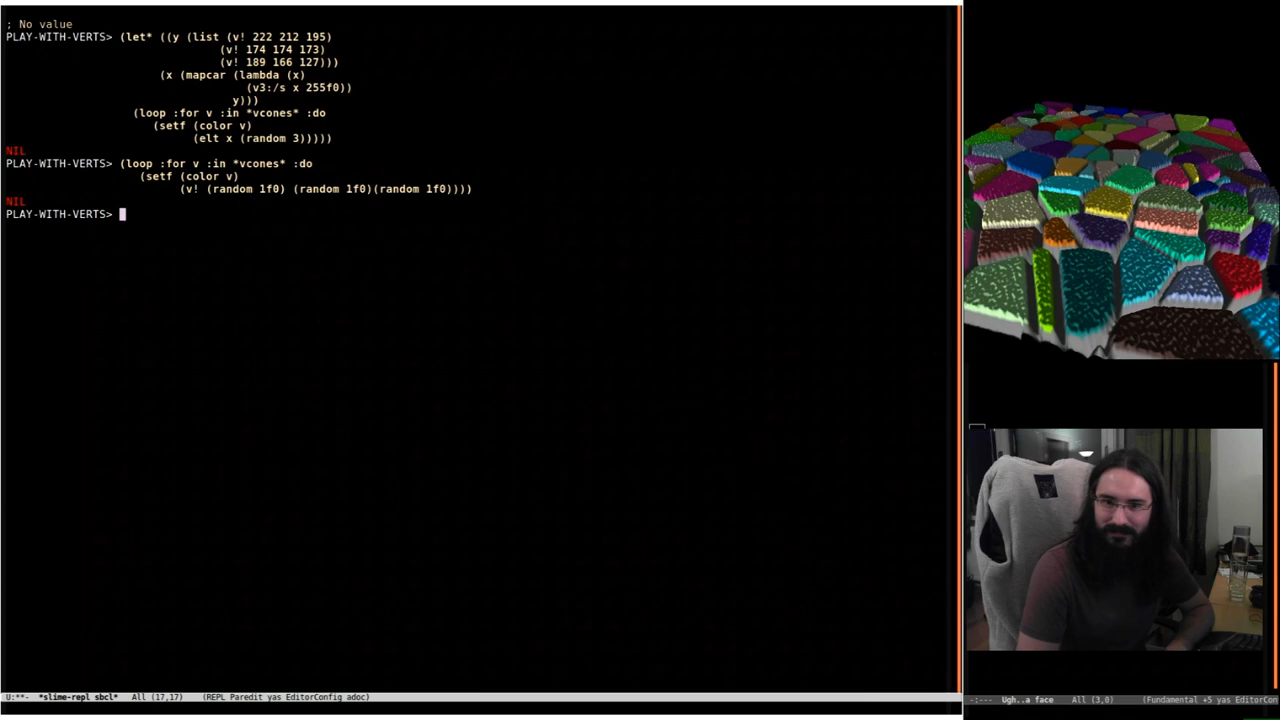 ; No value
PLAY-WITH-VERTS> (let* ((y (list (v! 222 212 195)
(v! 174 174 173)
(v! 189 166 127)))
(x (mapcar (lambda (x)
(v3:/s x 255f0))
y)))
(loop :for v :in *vcones* :do
(setf (color v)
(elt x (random 3)))))
NIL
PLAY-WITH-VERTS> (loop :for v :in *vcones* :do
(setf (color v)
(v! (random 1f0) (random 1f0)(random 1f0))))
NIL
PLAY-WITH-VERTS>
U:**- *slime-repl sbcl* All (17,17) (REPL Paredit yas EditorConfig adoc)
-:--- Ugh..a face All (3,0) (Fundamental +5 yas EditorCon